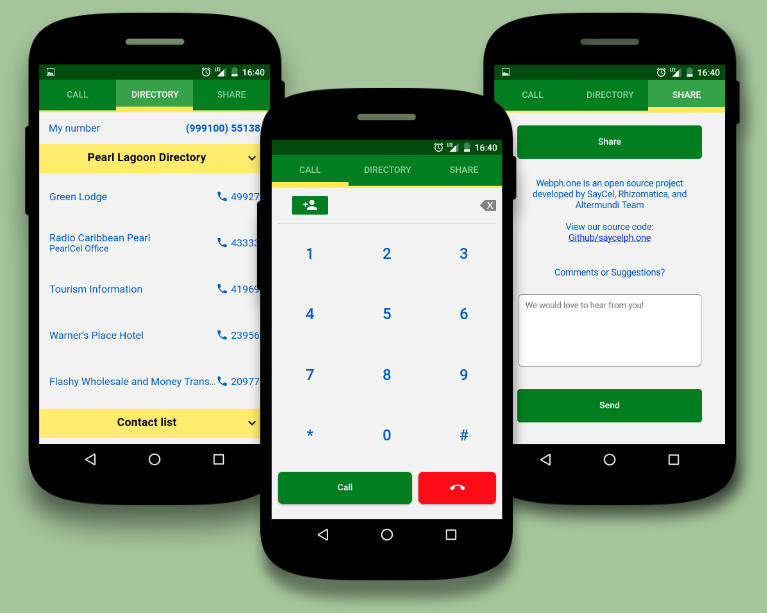 16:40
CALL DIRECTORY SHARE
My number (999100) 55138
Pearl Lagoon Directory
Green Lodge 49927
Radio Caribbean Pearl 43333
PearlCel Office
Tourism Information 41969
Warner's Place Hotel 23956
Flashy Wholesale and Money Trans... 20977
Contact list
LTE 16:40
CALL DIRECTORY SHARE
1 2 3
4 5 6
7 8 9
* 0 #
Call
16:40
CALL DIRECTORY SHARE
Share
Webph.one is an open source project
developed by SayCel, Rhizomatica, and
Altermundi Team
View our source code:
Github/saycelph.one
Comments or Suggestions?
We would love to hear from you!
Send